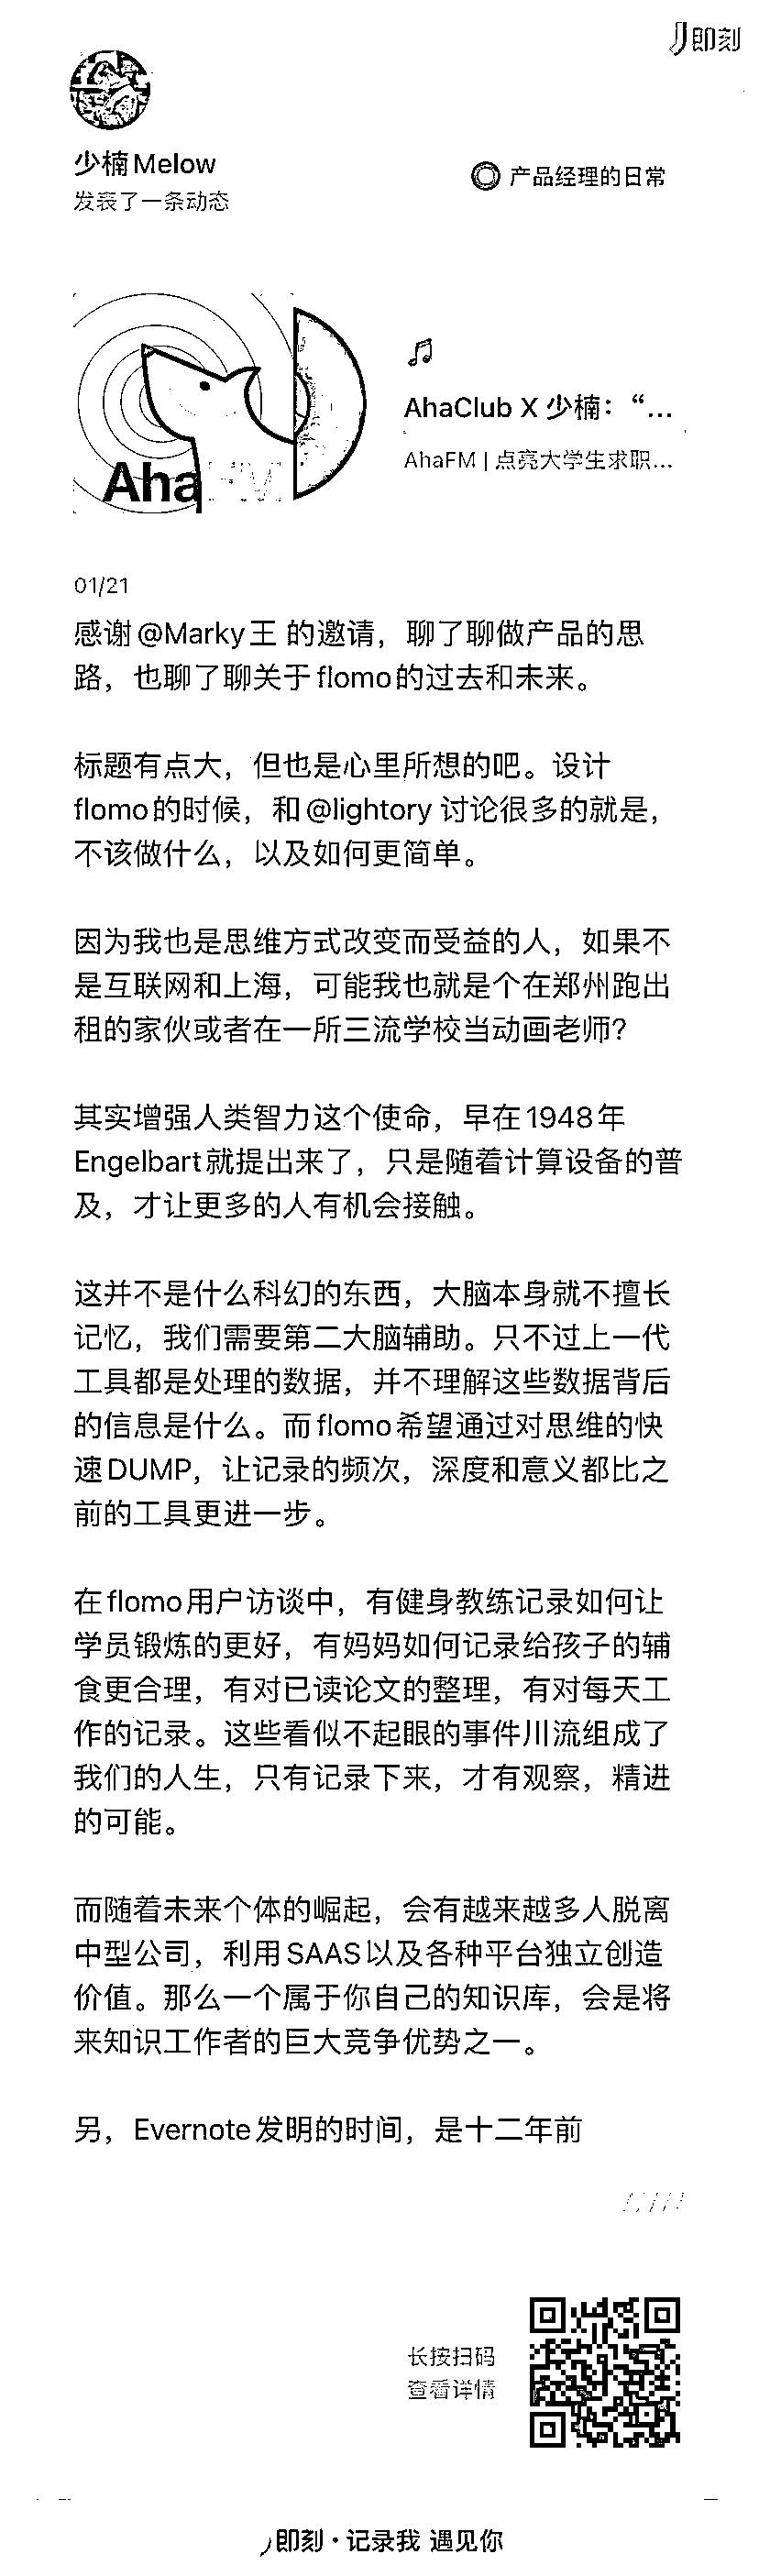 即刻
少楠Melow
发表了一条动态
产品经理的日常
AhaClub X 少楠：“...
AhaFM | 点亮大学生求职...
AhaFM
01/21
感谢@Marky王 的邀请，聊了聊做产品的思
路，也聊了聊关于flomo的过去和未来。
标题有点大，但也是心里所想的吧。设计
flomo的时候，和@lightory 讨论很多的就是，
不该做什么，以及如何更简单。
因为我也是思维方式改变而受益的人，如果不
是互联网和上海，可能我也就是个在郑州跑出
租的家伙或者在一所三流学校当动画老师？
其实增强人类智力这个使命，早在1948年
Engelbart就提出来了，只是随着计算设备的普
及，才让更多的人有机会接触。
这并不是什么科幻的东西，大脑本身就不擅长
记忆，我们需要第二大脑辅助。只不过上一代
工具都是处理的数据，并不理解这些数据背后
的信息是什么。而flomo希望通过对思维的快
速DUMP，让记录的频次，深度和意义都比之
前的工具更进一步。
在flomo用户访谈中，有健身教练记录如何让
学员锻炼的更好，有妈妈如何记录给孩子的辅
食更合理，有对已读论文的整理，有对每天工
作的记录。这些看似不起眼的事件川流组成了
我们的人生，只有记录下来，才有观察，精进
的可能。
而随着未来个体的崛起，会有越来越多人脱离
中型公司，利用SAAS以及各种平台独立创造
价值。那么一个属于你自己的知识库，会是将
来知识工作者的巨大竞争优势之一。
另，Evernote发明的时间，是十二年前
长按扫码
查看详情
即刻·记录我 遇见你